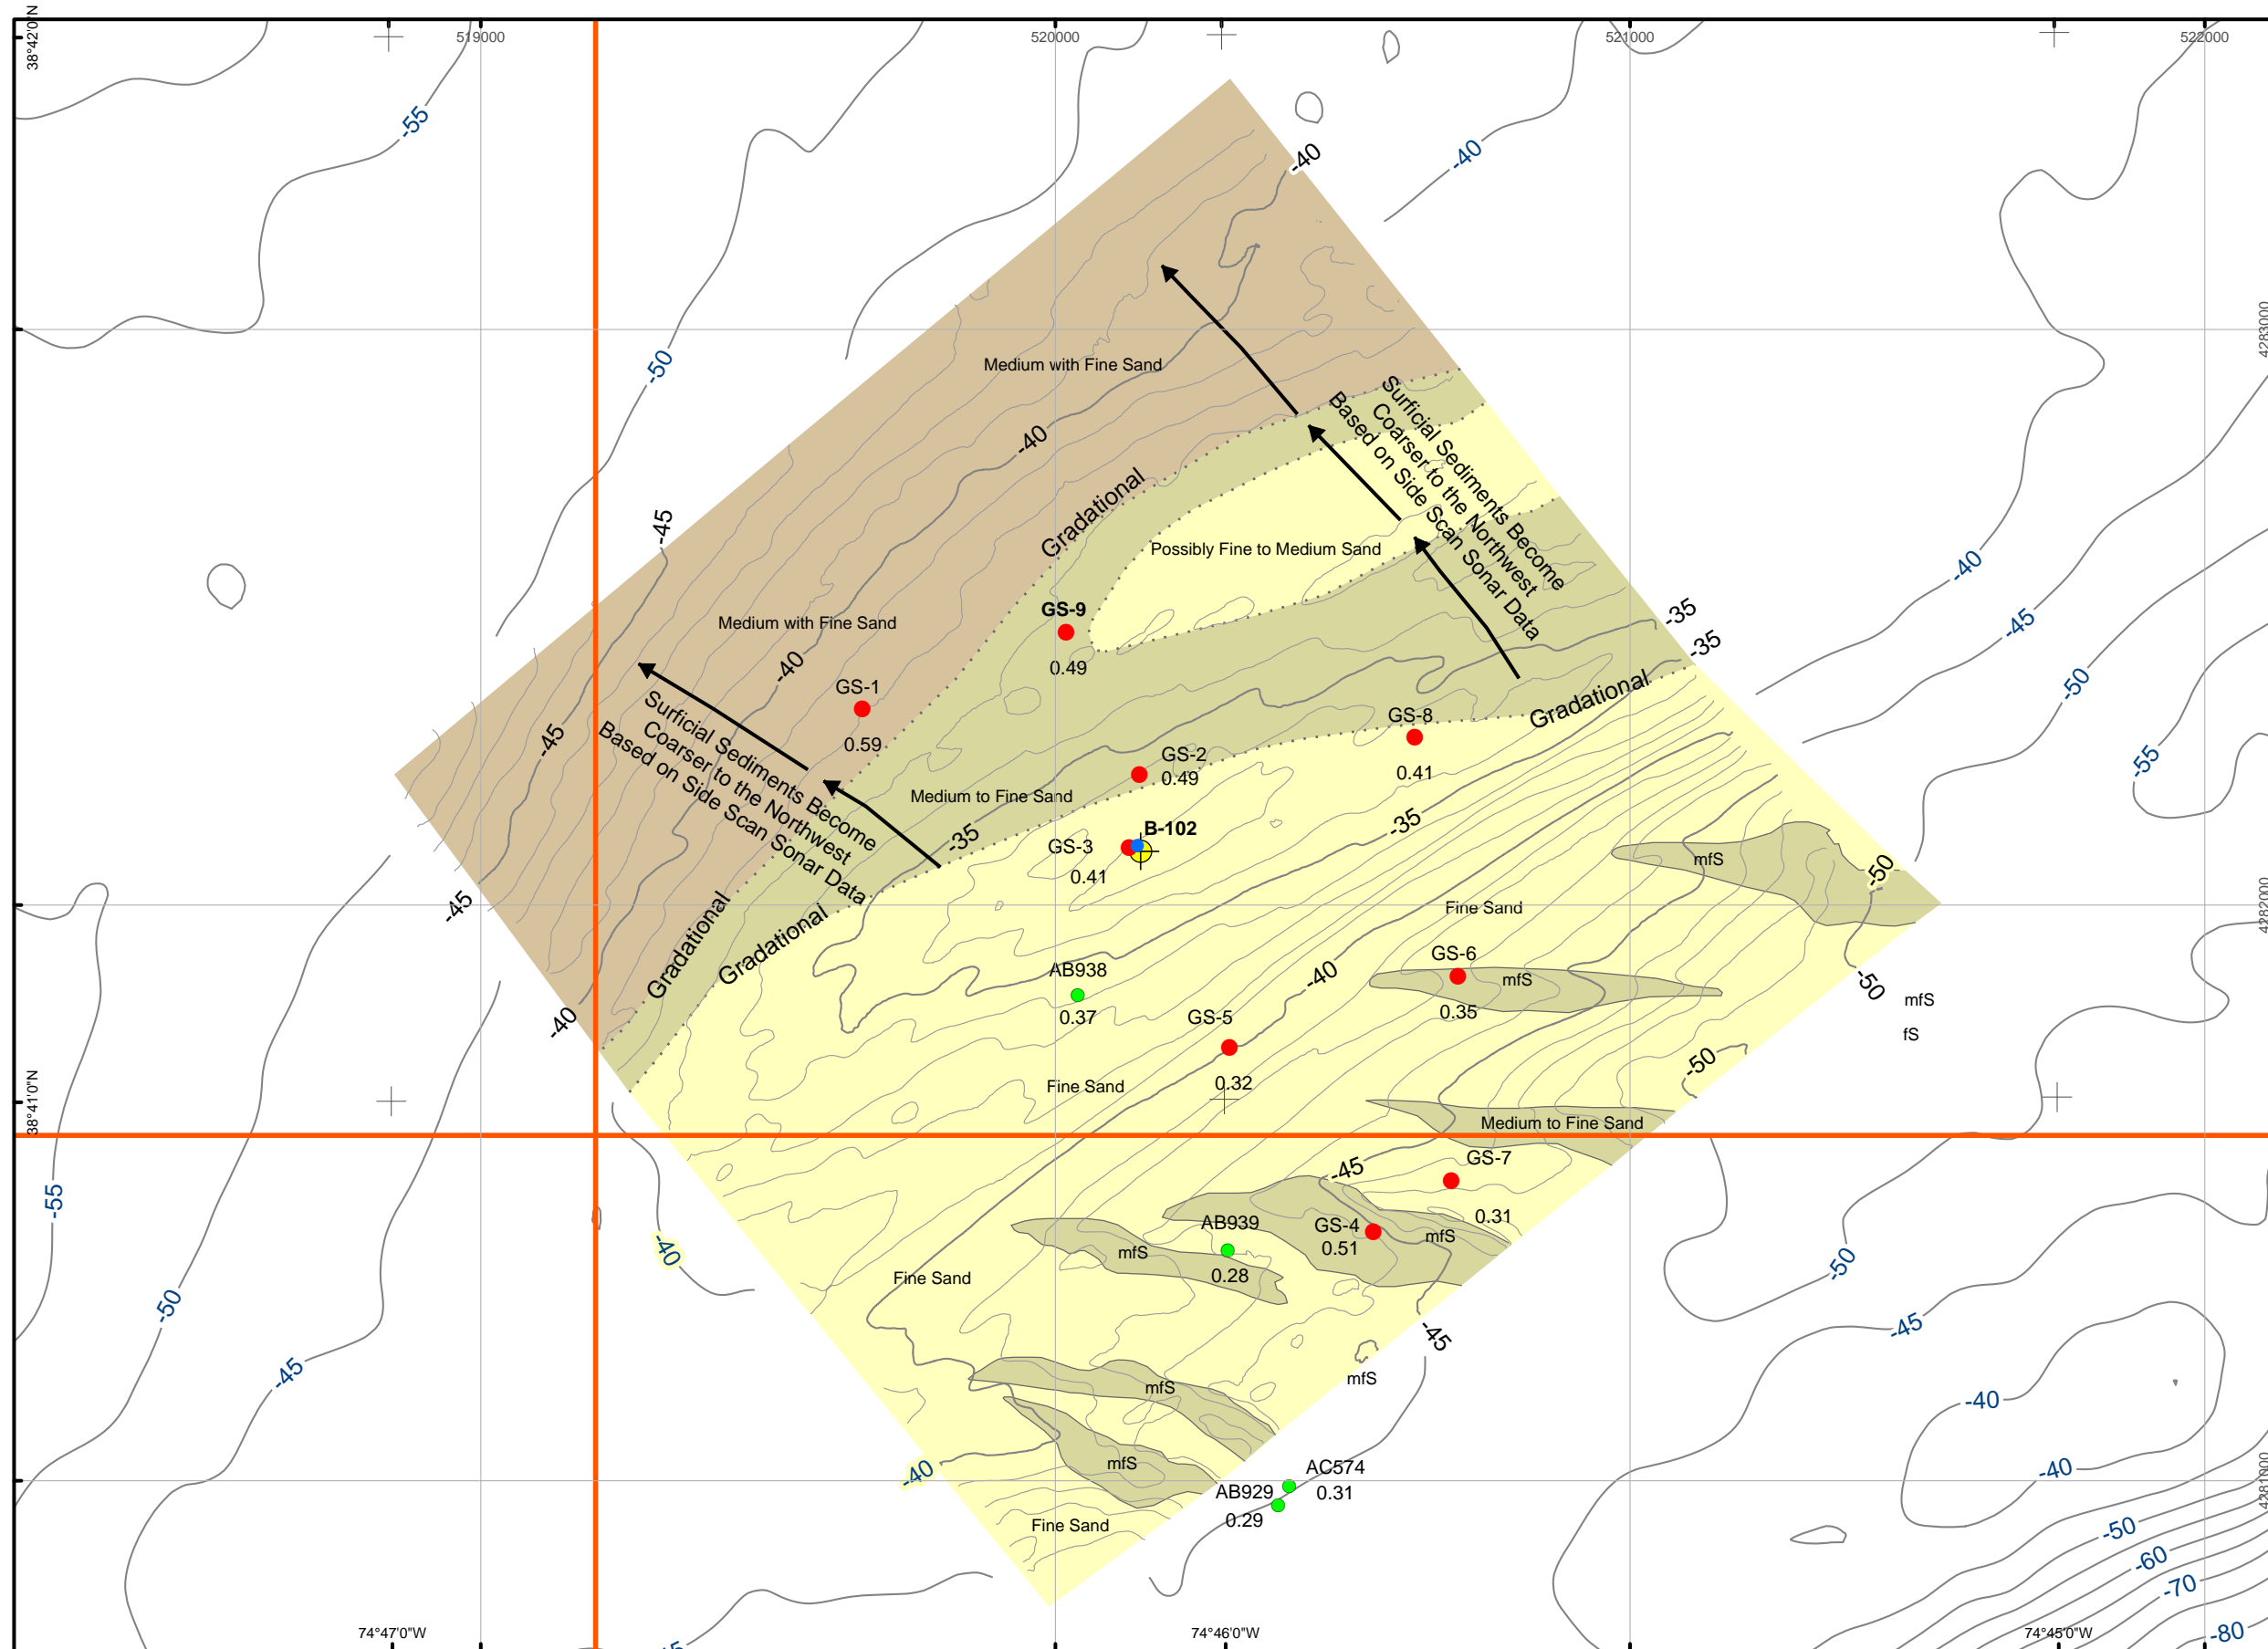 38°42'0"N
519000
520000
521000
522000
-55
-40
-40
-50
4283000
Medium with Fine Sand
-40
Surficial Sediments Become
Coarser to the Northwest
Based on Side Scan Sonar Data
-45
Gradational
Possibly Fine to Medium Sand
-40
GS-9
0.49
Medium with Fine Sand
-35
-35
-45
-40
-50
GS-1
0.59
-40
-45
Gradational
GS-8
0.41
Surficial Sediments Become
Coarser to the Northwest
Based on Side Scan Sonar Data
GS-2
0.49
-55
Medium to Fine Sand
-35
-35
B-102
GS-3
0.41
mfS
-50
-45
Fine Sand
4282000
Gradational
Gradational
AB938
0.37
-40
GS-6
mfS
0.35
-50
mfS
fS
-40
GS-5
0.32
-50
Fine Sand
38°41'0"N
Medium to Fine Sand
GS-7
0.31
-45
-55
AB939
0.28
GS-4
0.51
mfS
mfS
-40
Fine Sand
-50
-50
-45
-45
-45
mfS
mfS
-40
-40
mfS
-40
AC574
0.31
AB929
0.29
4281000
Fine Sand
-50
-60
-70
-80
74°47'0"W
74°46'0"W
74°45'0"W